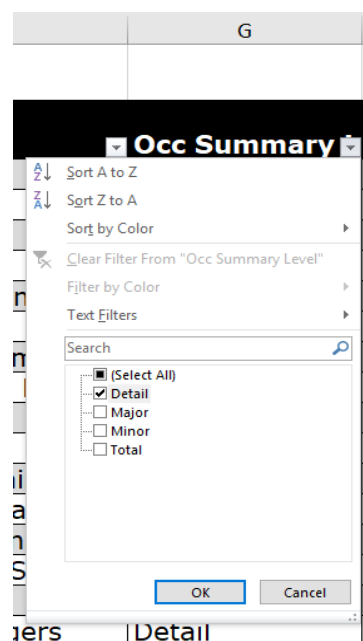 G
Occ Summary
Sort A to Z
Sort Z to A
Sort by Color
Clear Filter From "Occ Summary Level"
Filter by Color
Text Filters
Search
(Select All)
Detail
Major
Minor
Total
OK Cancel
Detail